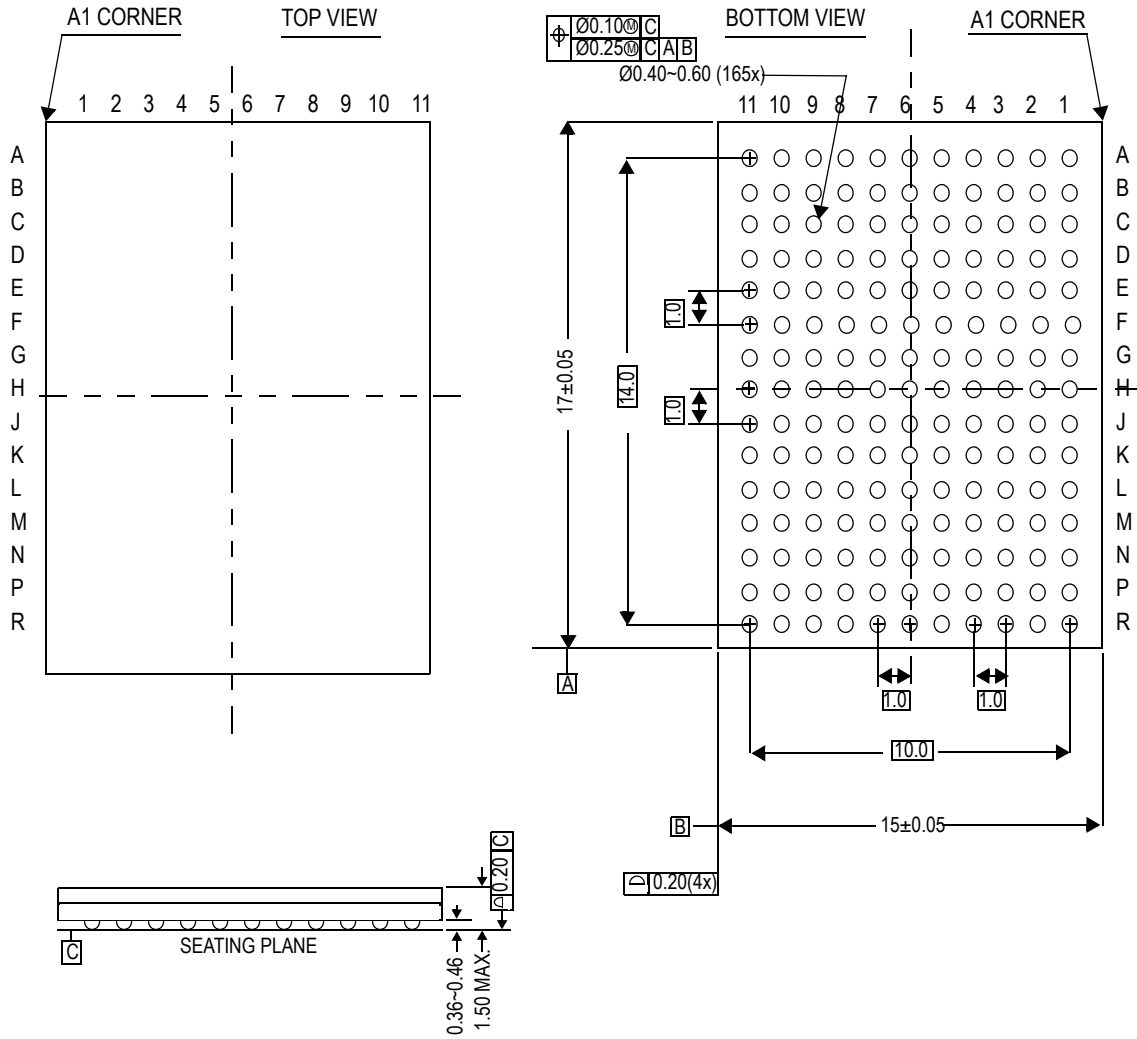 A1 CORNER TOP VIEW
1 2 3 4 5 6 7 8 9 10 11
A
B
C
D
E
F
G
H
J
K
L
M
N
P
R
Ø0.10Ⓜ C
Ø0.25Ⓜ C A B
Ø0.40~0.60 (165x)
BOTTOM VIEW A1 CORNER
11 10 9 8 7 6 5 4 3 2 1
A
B
C
D
E
F
G
H
J
K
L
M
N
P
R
1.0
1.0
14.0
17±0.05
A
1.0 1.0
10.0
B 15±0.05
0.20(4x)
0.20 C
C SEATING PLANE
0.36~0.46
1.50 MAX.